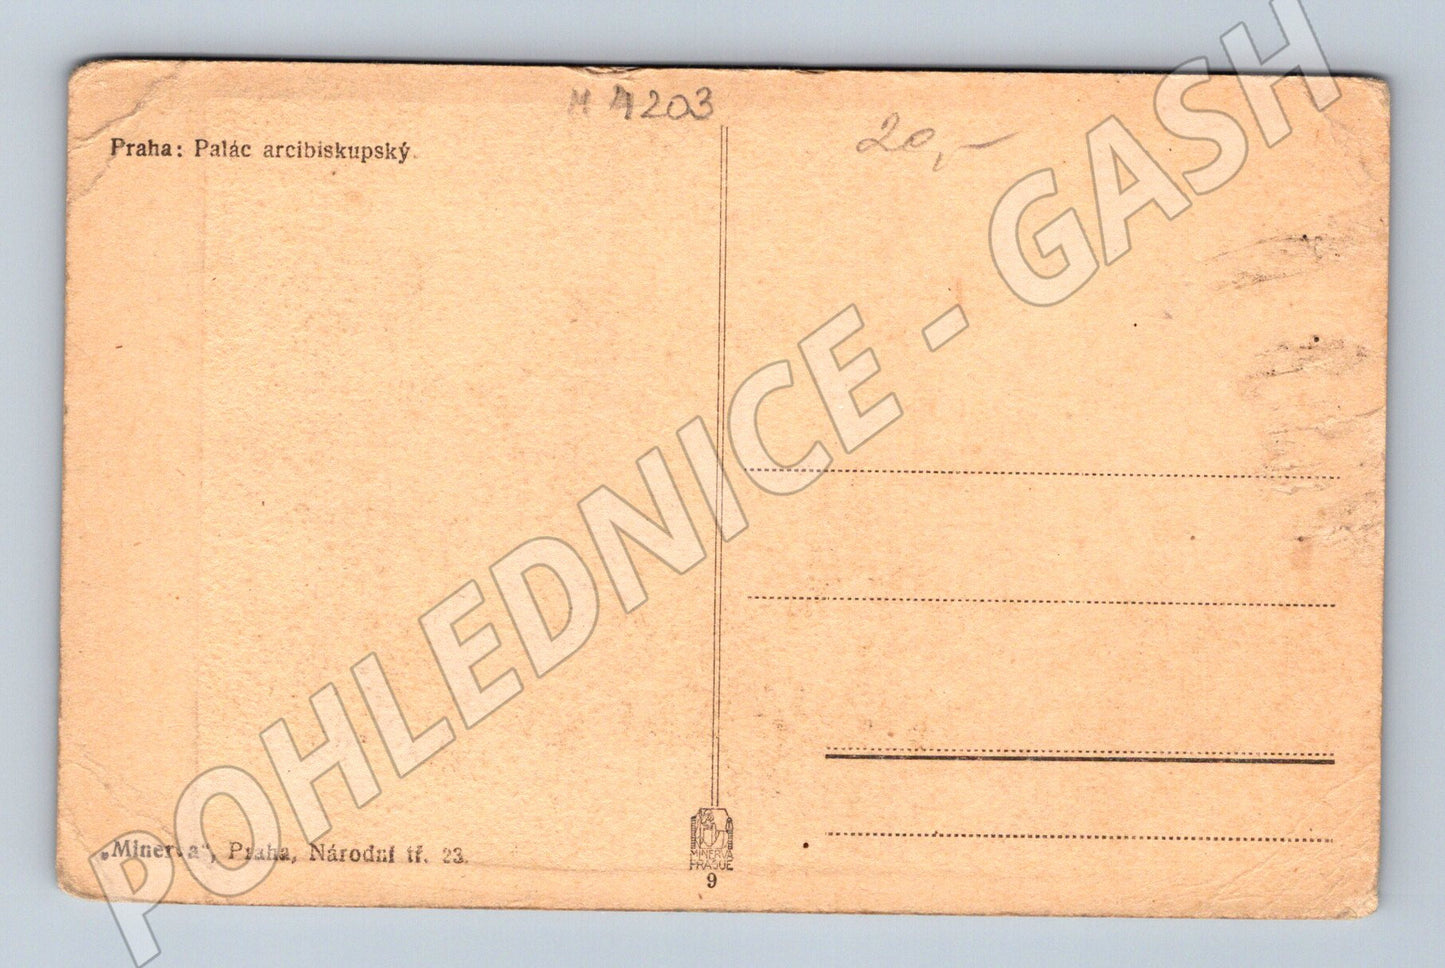 M 4203
20,-
Praha: Palác arcibiskupský.
POHLEDNICE - GASH
„Minerva", Praha, Národní tř. 23.
MINERVA
PRAGUE
9